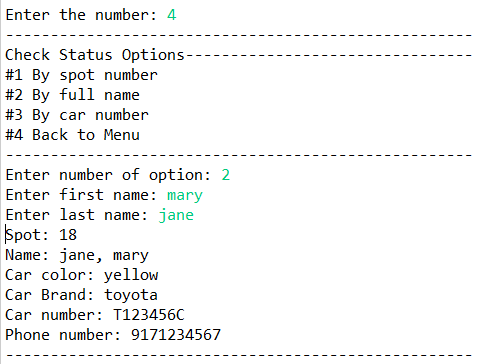 Enter the number: 4
----------------------------------------------------
Check Status Options--------------------------------
#1 By spot number
#2 By full name
#3 By car number
#4 Back to Menu
----------------------------------------------------
Enter number of option: 2
Enter first name: mary
Enter last name: jane
Spot: 18
Name: jane, mary
Car color: yellow
Car Brand: toyota
Car number: T123456C
Phone number: 9171234567
----------------------------------------------------